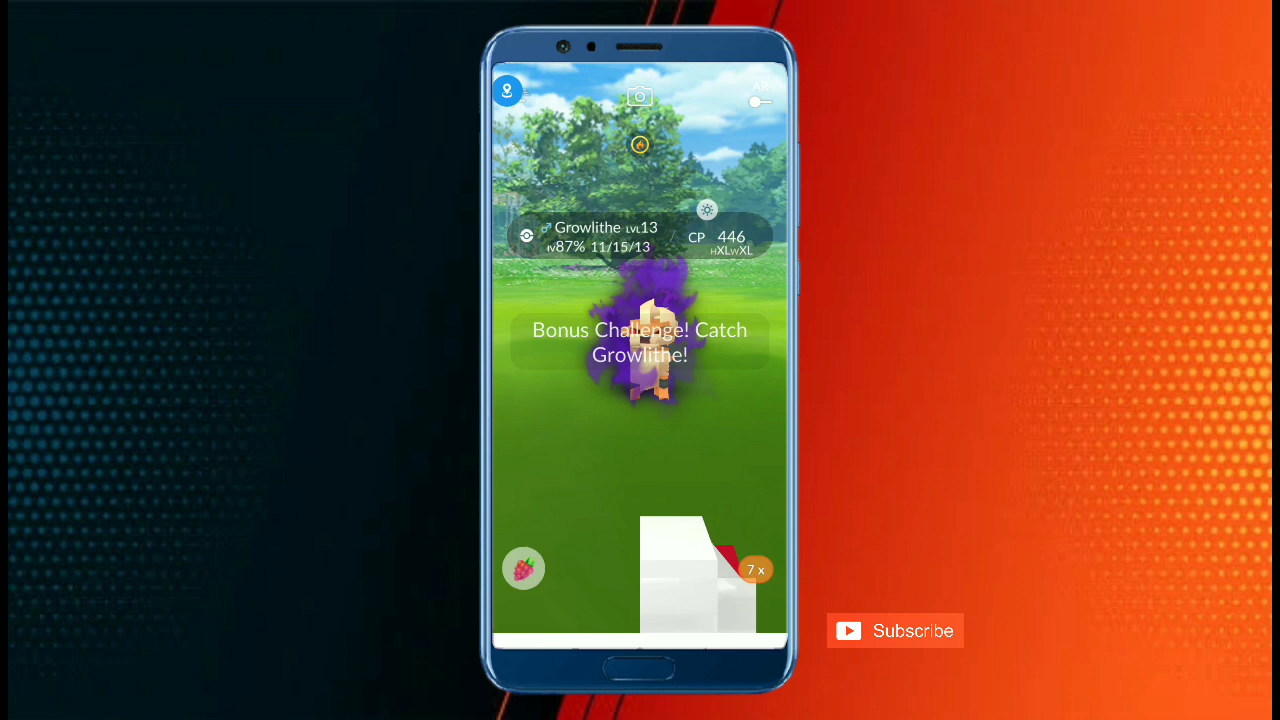 AR
♂ Growlithe LVL13
IV87% 11/15/13
/ CP 446
HXLWXL
Bonus Challenge! Catch
Growlithe!
7 x
Subscribe